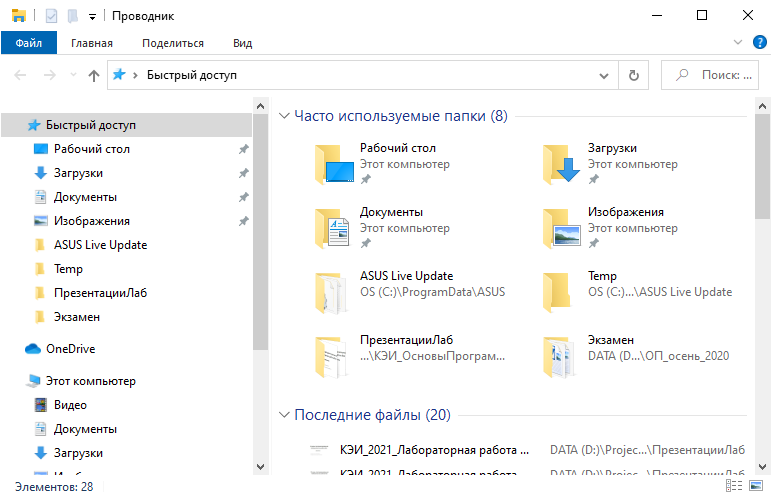 Проводник
Файл
Главная
Поделиться
Вид
Быстрый доступ
Поиск: ...
Быстрый доступ
Рабочий стол
Загрузки
Документы
Изображения
ASUS Live Update
Temp
ПрезентацииЛаб
Экзамен
OneDrive
Этот компьютер
Видео
Документы
Загрузки
Часто используемые папки (8)
Рабочий стол
Этот компьютер
Загрузки
Этот компьютер
Документы
Этот компьютер
Изображения
Этот компьютер
ASUS Live Update
OS (C:)\ProgramData\ASUS
Temp
OS (C:)...\ASUS Live Update
ПрезентацииЛаб
...\КЭИ_ОсновыПрограм...
Экзамен
DATA (D...\ОП_осень_2020
Последние файлы (20)
КЭИ_2021_Лабораторная работа ...
DATA (D:)\Projec...\ПрезентацииЛаб
КЭИ_2021_Лабораторная работа
DATA (D:)\Projec...\ПрезентацииЛаб
Элементов: 28